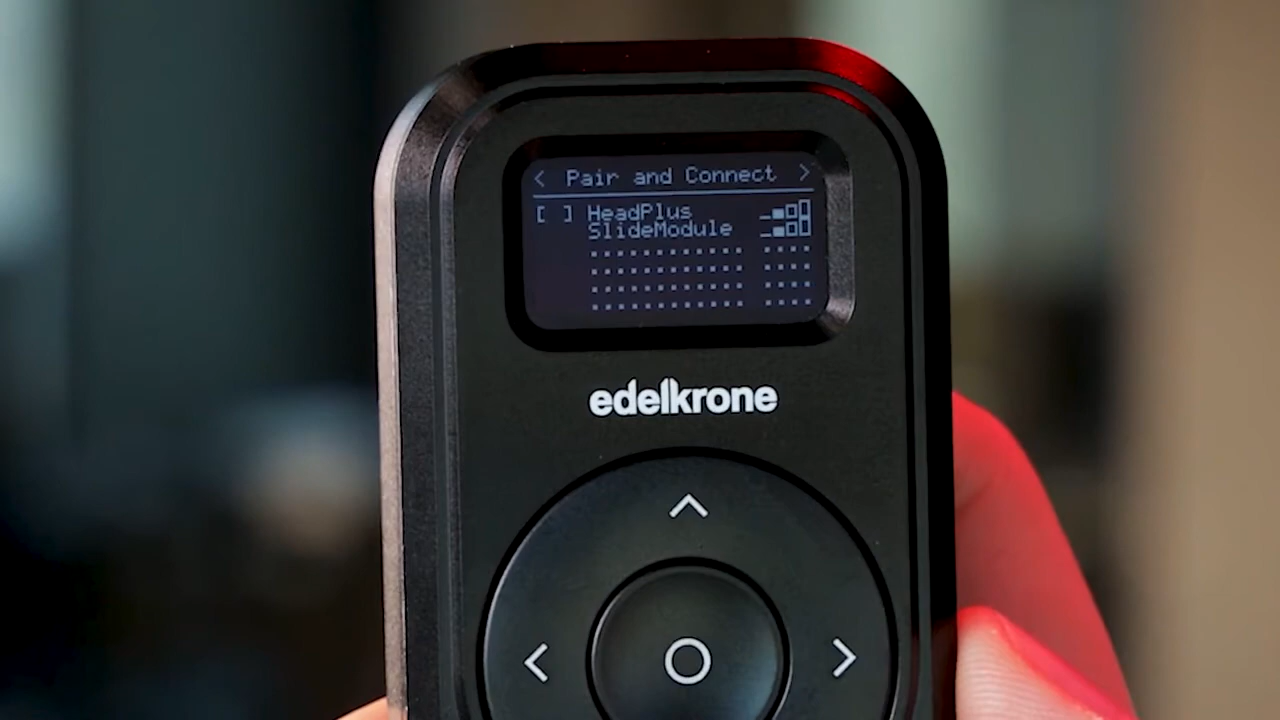 < Pair and Connect >
[ ] HeadPlus
SlideModule
edelkrone